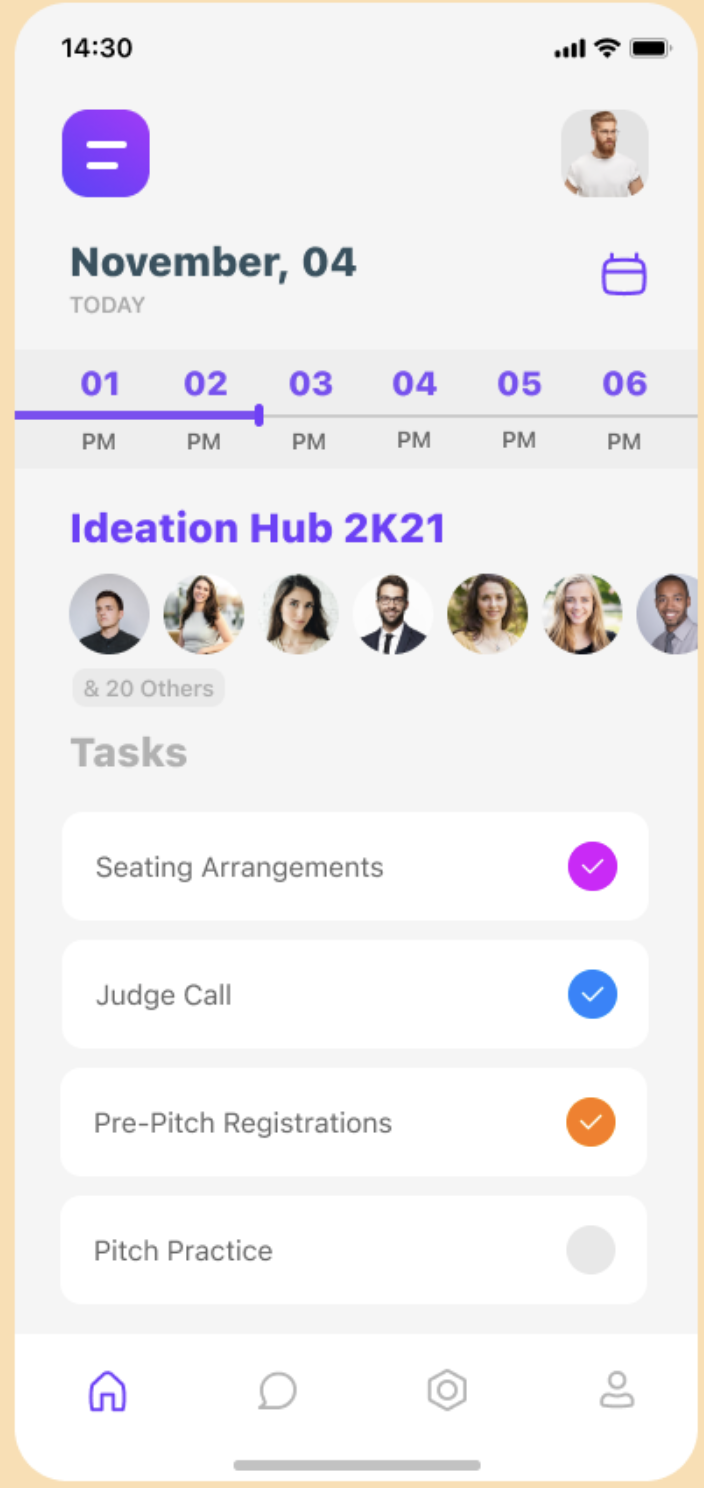 14:30
November, 04
TODAY
01 02 03 04 05 06
PM PM PM PM PM PM
Ideation Hub 2K21
& 20 Others
Tasks
Seating Arrangements
Judge Call
Pre-Pitch Registrations
Pitch Practice